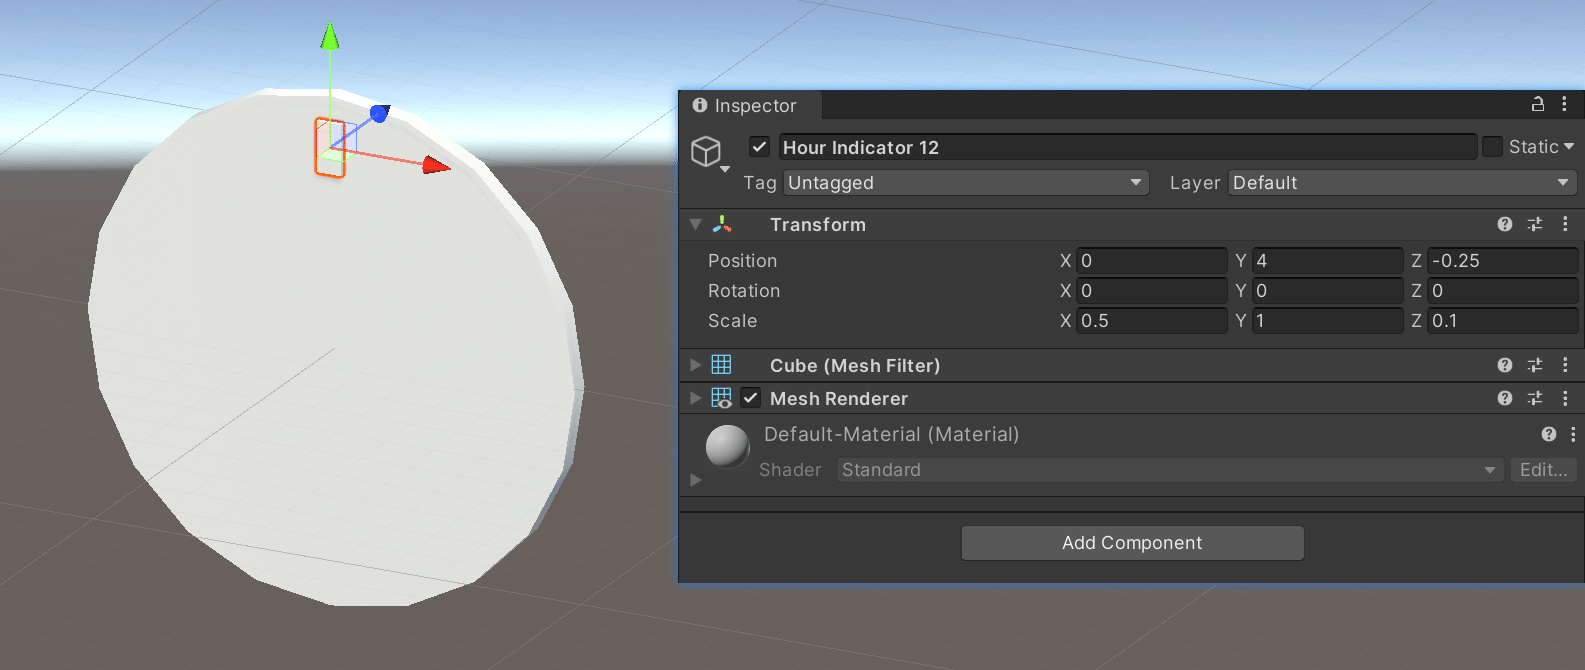 Inspector
Hour Indicator 12 Static
Tag Untagged Layer Default
Transform
Position X 0 Y 4 Z -0.25
Rotation X 0 Y 0 Z 0
Scale X 0.5 Y 1 Z 0.1
Cube (Mesh Filter)
Mesh Renderer
Default-Material (Material)
Shader Standard Edit...
Add Component